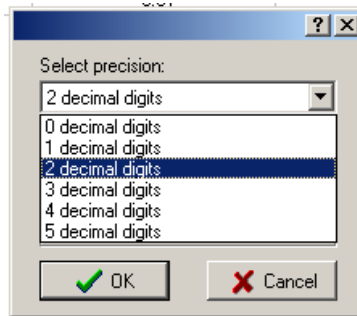 ?
Select precision:
2 decimal digits
0 decimal digits
1 decimal digits
2 decimal digits
3 decimal digits
4 decimal digits
5 decimal digits
OK
Cancel